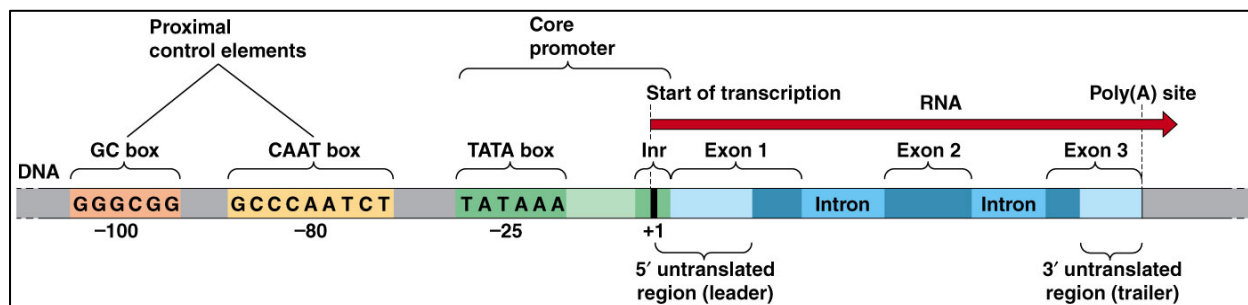 Proximal
control elements
Core
promoter
Start of transcription
RNA
Poly(A) site
GC box
CAAT box
TATA box
Inr
Exon 1
Exon 2
Exon 3
DNA
GGGCGG
GCCCAATCT
TATAAA
Intron
Intron
–100
–80
–25
+1
5′ untranslated
region (leader)
3′ untranslated
region (trailer)